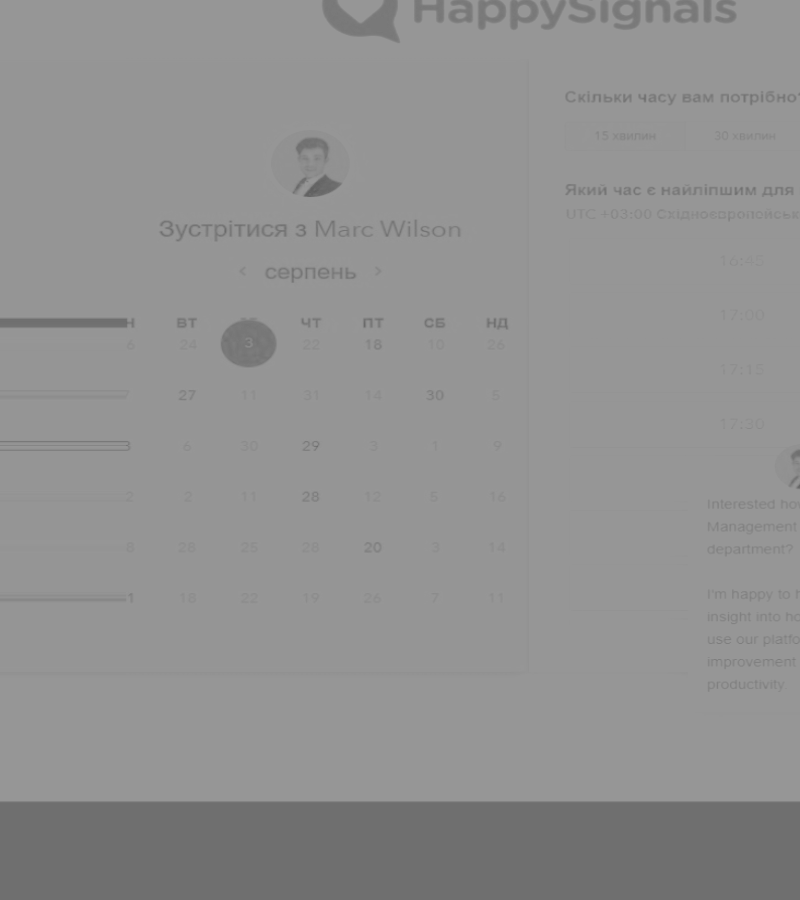 HappySignals
Зустрітися з Marc Wilson
< серпень >
Н ВТ ЧТ ПТ СБ НД
6 24 3 22 18 10 26
27 11 31 14 30 5
3 6 30 29 3 1 9
2 2 11 28 12 5 16
8 28 25 28 20 3 14
1 18 22 19 26 7 11
Скільки часу вам потрібно
15 хвилин 30 хвилин
Який час є найліпшим для
UTC +03:00 Східноєвропейськ
16:45
17:00
17:15
17:30
Interested how
Management
department?
I'm happy to h
insight into ho
use our platfo
improvement
productivity